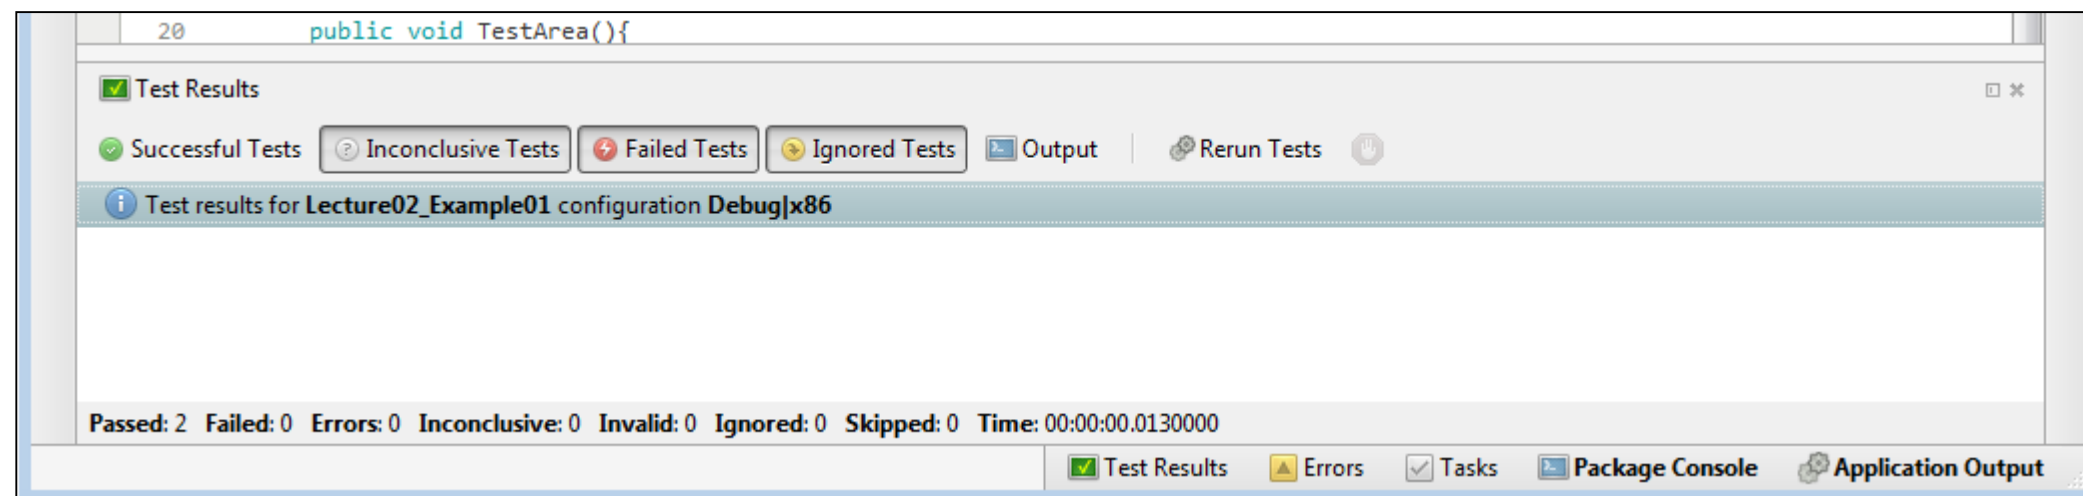 20 public void TestArea(){
Test Results
Successful Tests Inconclusive Tests Failed Tests Ignored Tests Output Rerun Tests
Test results for Lecture02_Example01 configuration Debug|x86
Passed: 2 Failed: 0 Errors: 0 Inconclusive: 0 Invalid: 0 Ignored: 0 Skipped: 0 Time: 00:00:00.0130000
Test Results Errors Tasks Package Console Application Output